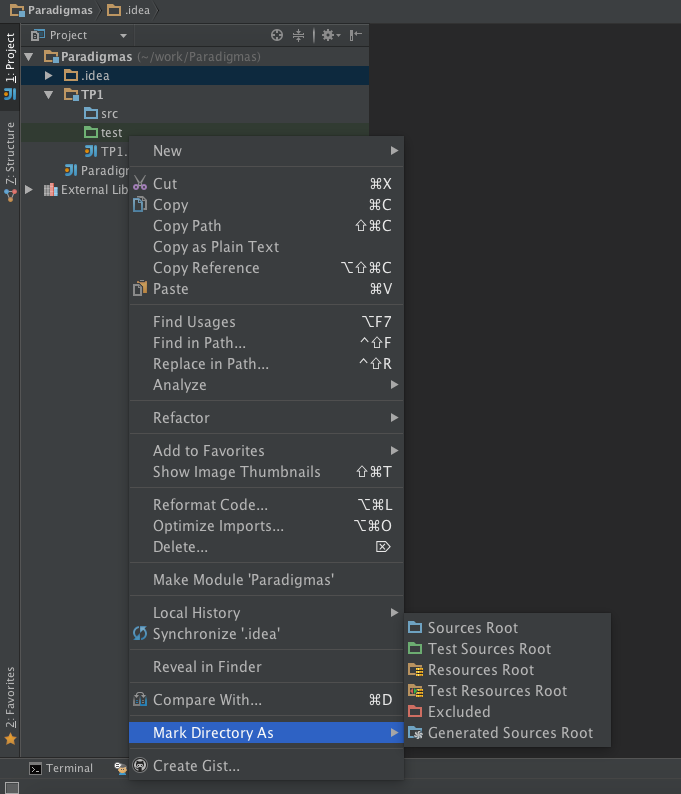 Paradigmas
.idea
1: Project
Project
Paradigmas (~/work/Paradigmas)
.idea
TP1
src
test
TP1.
Paradigm
External Lib
7: Structure
2: Favorites
New
Cut ⌘X
Copy ⌘C
Copy Path ⇧⌘C
Copy as Plain Text
Copy Reference ⌥⇧⌘C
Paste ⌘V
Find Usages ⌥F7
Find in Path... ^⇧F
Replace in Path... ^⇧R
Analyze
Refactor
Add to Favorites
Show Image Thumbnails ⇧⌘T
Reformat Code... ⌥⌘L
Optimize Imports... ⌥⌘O
Delete... ⌦
Make Module 'Paradigmas'
Local History
Synchronize '.idea'
Reveal in Finder
Compare With... ⌘D
Mark Directory As
Create Gist...
Sources Root
Test Sources Root
Resources Root
Test Resources Root
Excluded
Generated Sources Root
Terminal